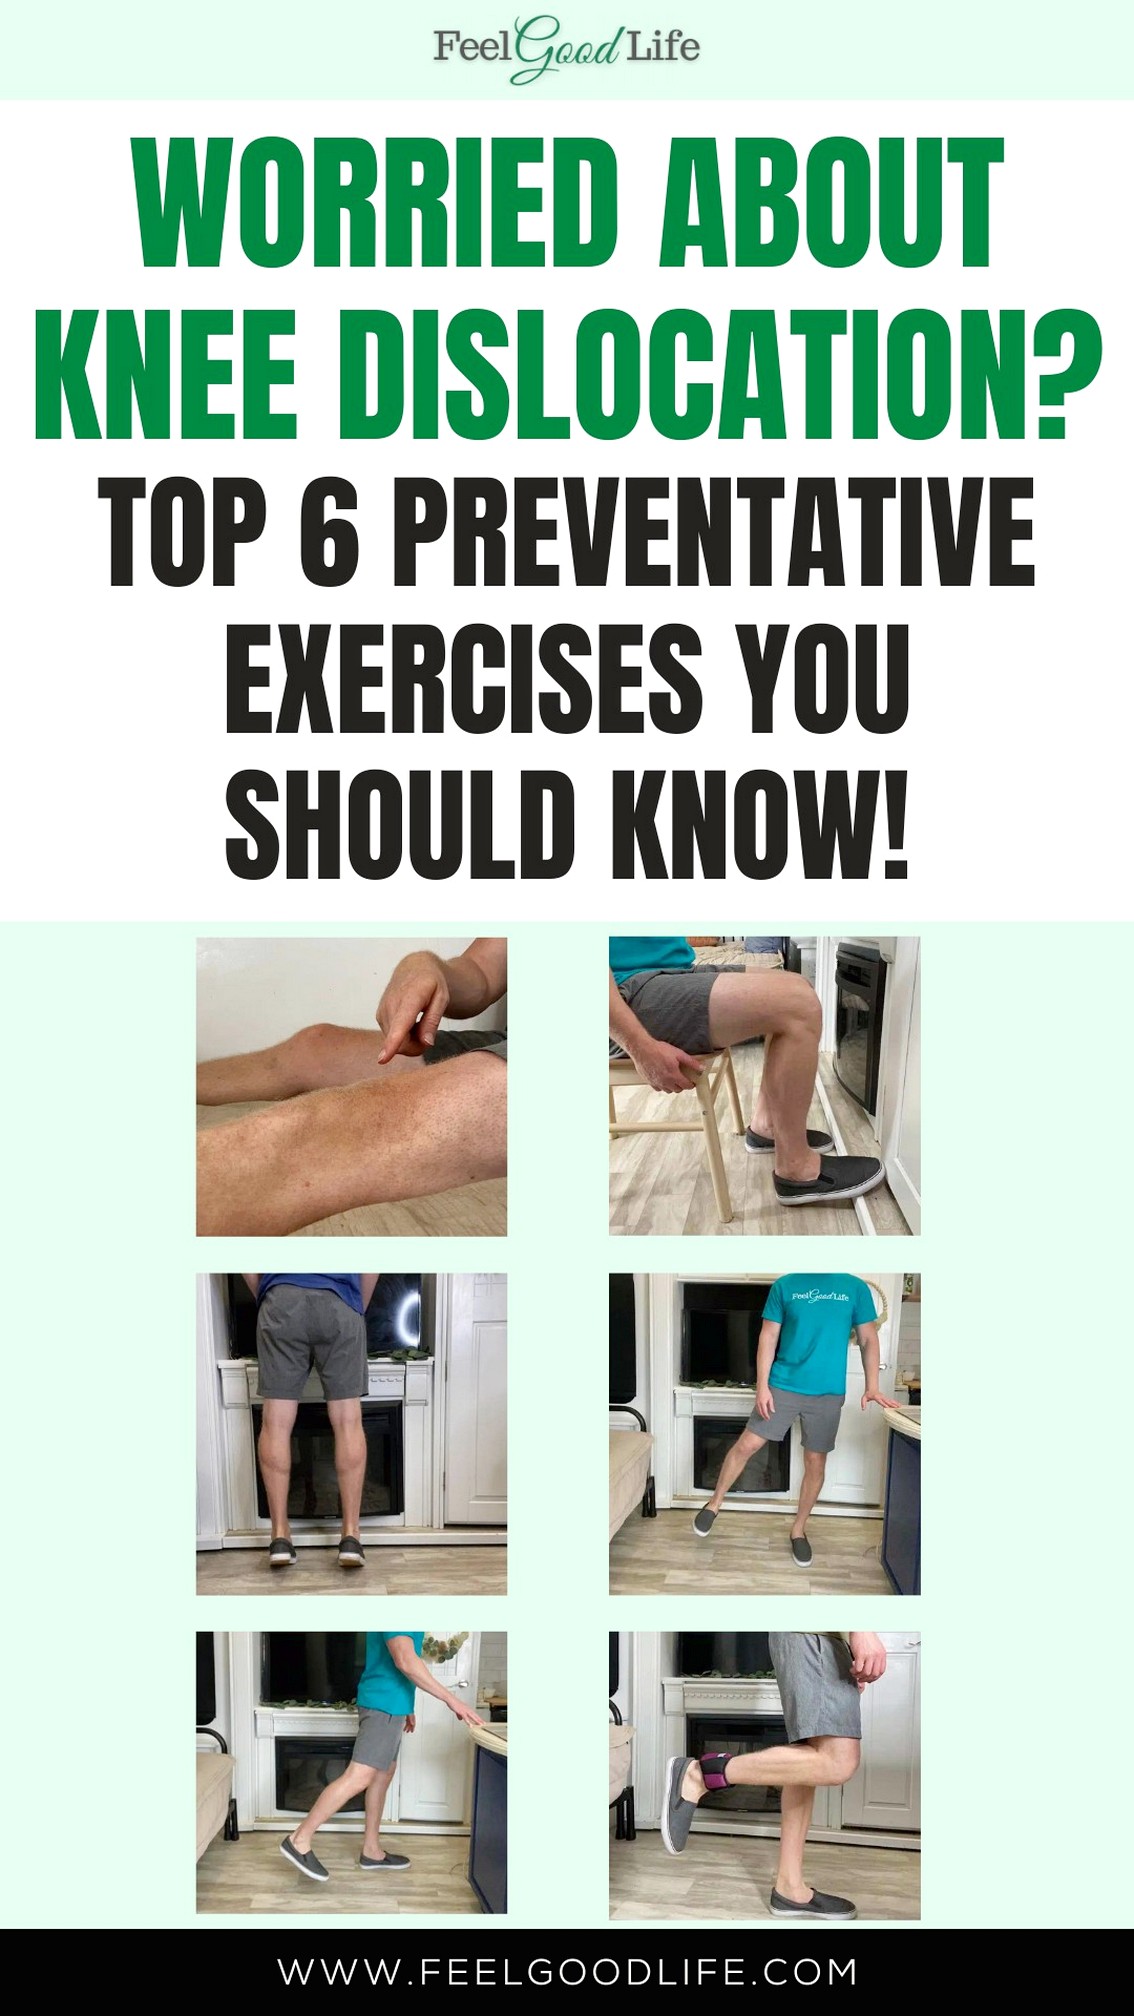 Feel Good Life
WORRIED ABOUT
KNEE DISLOCATION?
TOP 6 PREVENTATIVE
EXERCISES YOU
SHOULD KNOW!
Feel Good Life
WWW.FEELGOODLIFE.COM